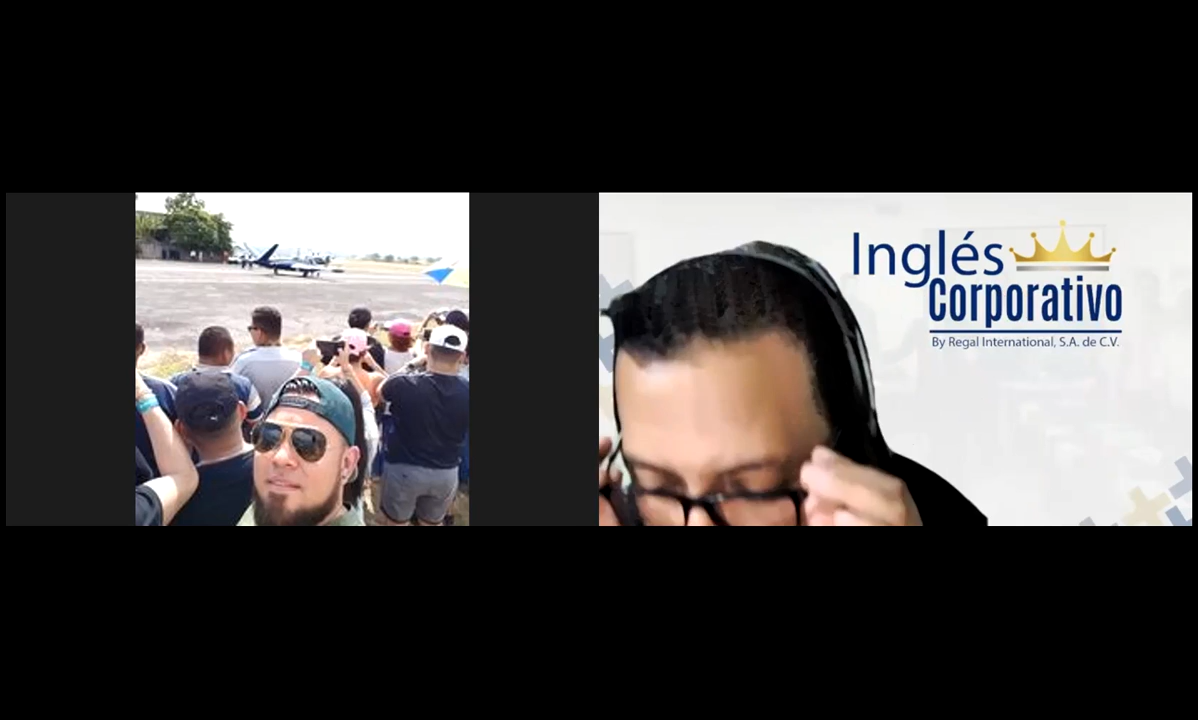 Inglés
Corporativo
By Regal International, S.A. de C.V.